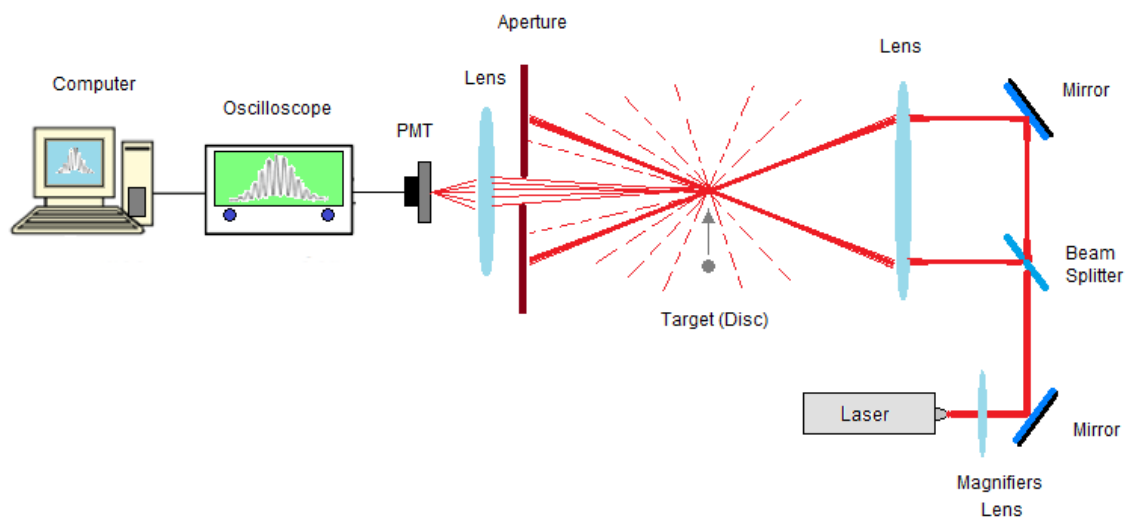 Aperture
Lens
Computer
Lens
Mirror
Oscilloscope
PMT
Beam
Splitter
Target (Disc)
Laser
Mirror
Magnifiers
Lens